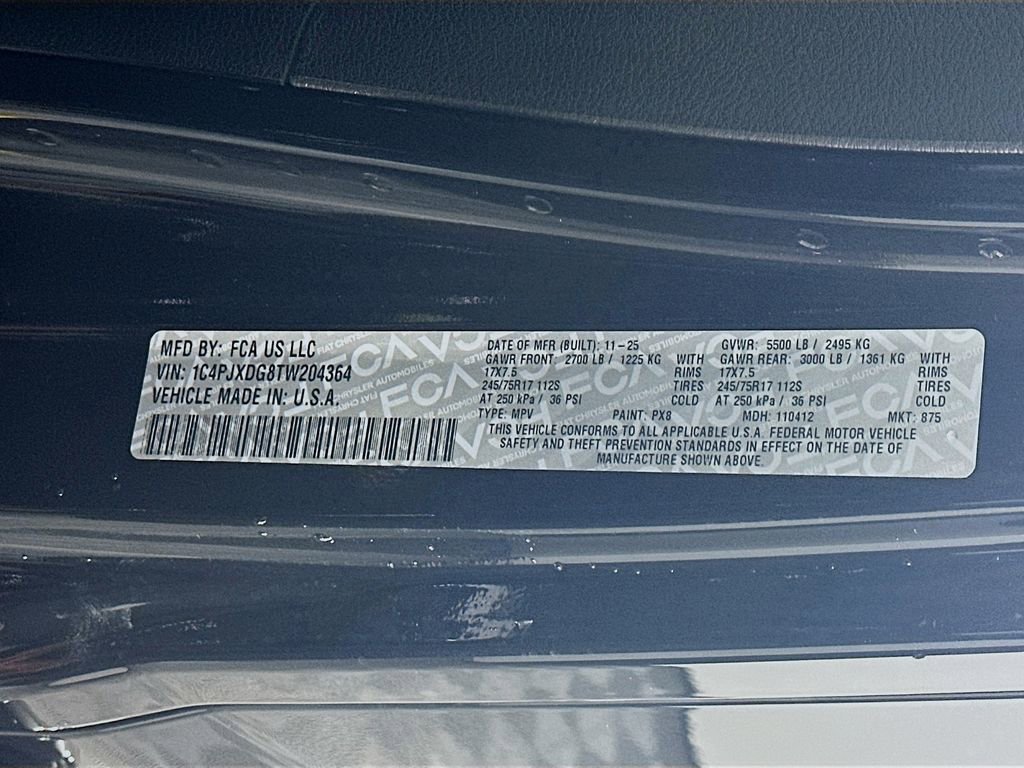 MFD BY: FCA US LLC
VIN: 1C4PJXDG8TW204364
VEHICLE MADE IN: U.S.A.
DATE OF MFR (BUILT): 11-25
GVWR: 5500 LB / 2495 KG
GAWR FRONT: 2700 LB / 1225 KG WITH
17X7.5 RIMS
245/75R17 112S TIRES
AT 250 kPa / 36 PSI COLD
GAWR REAR: 3000 LB / 1361 KG WITH
17X7.5 RIMS
245/75R17 112S TIRES
AT 250 kPa / 36 PSI COLD
TYPE: MPV PAINT: PX8 MDH: 110412 MKT: 875
THIS VEHICLE CONFORMS TO ALL APPLICABLE U.S.A. FEDERAL MOTOR VEHICLE
SAFETY AND THEFT PREVENTION STANDARDS IN EFFECT ON THE DATE OF
MANUFACTURE SHOWN ABOVE.